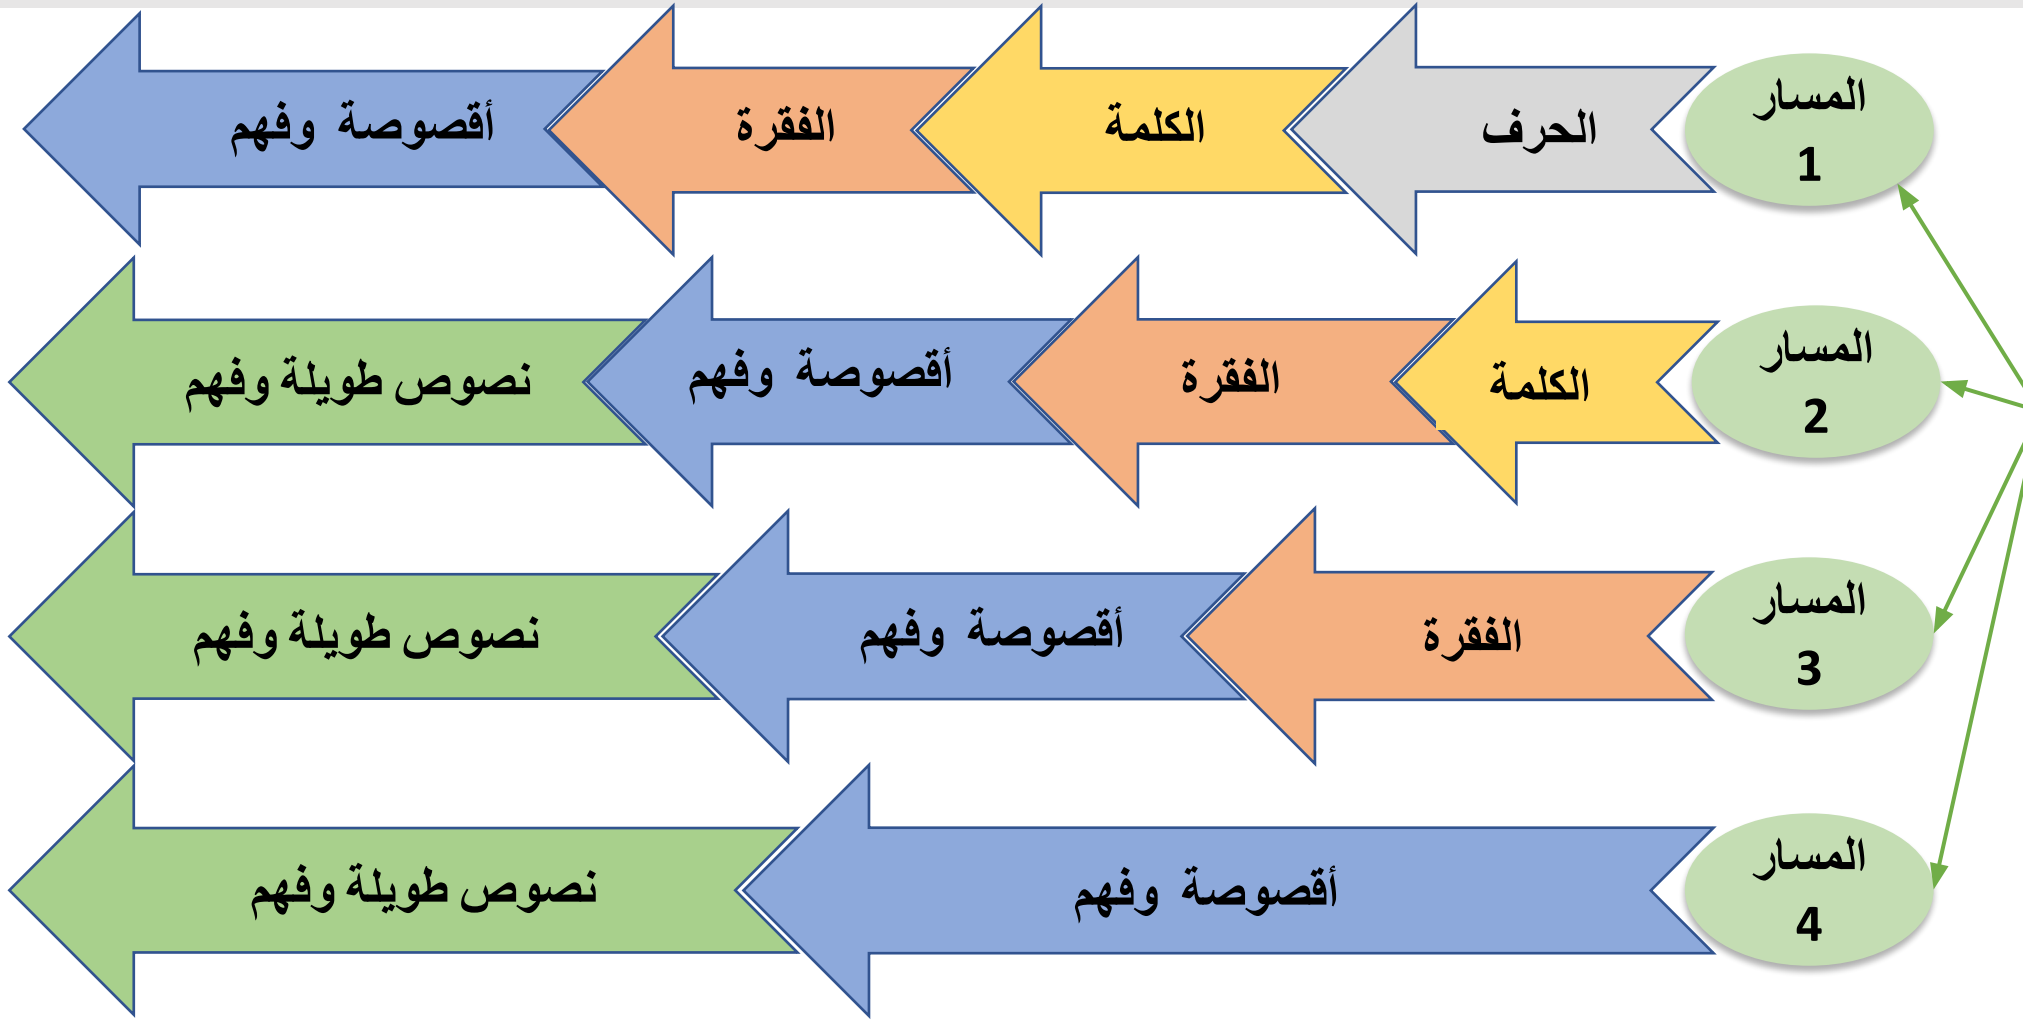 المسار
1
الحرف
الكلمة
الفقرة
أقصوصة وفهم
المسار
2
الكلمة
الفقرة
أقصوصة وفهم
نصوص طويلة وفهم
المسار
3
الفقرة
أقصوصة وفهم
نصوص طويلة وفهم
المسار
4
أقصوصة وفهم
نصوص طويلة وفهم